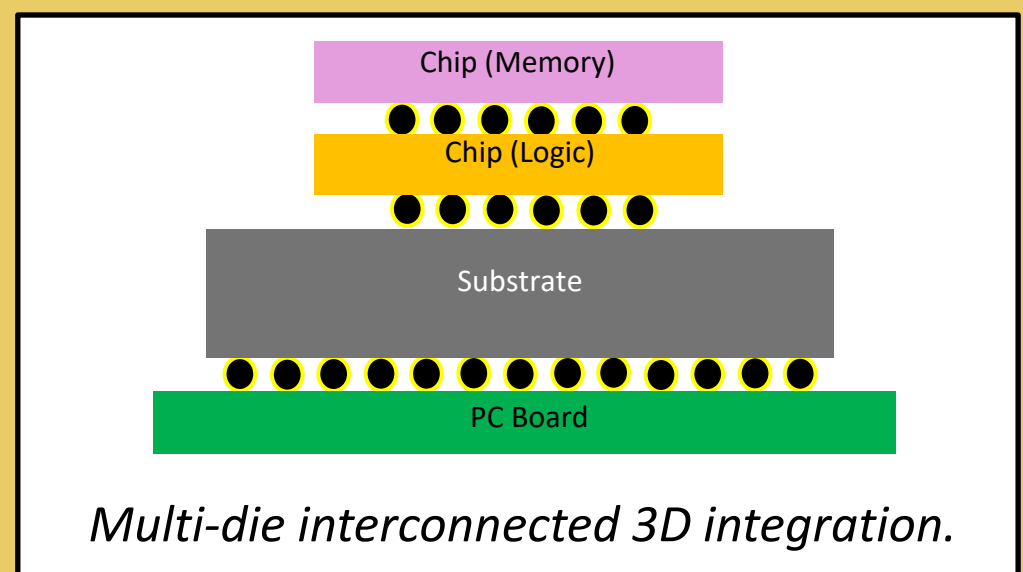 Chip (Memory)
Chip (Logic)
Substrate
PC Board
Multi-die interconnected 3D integration.